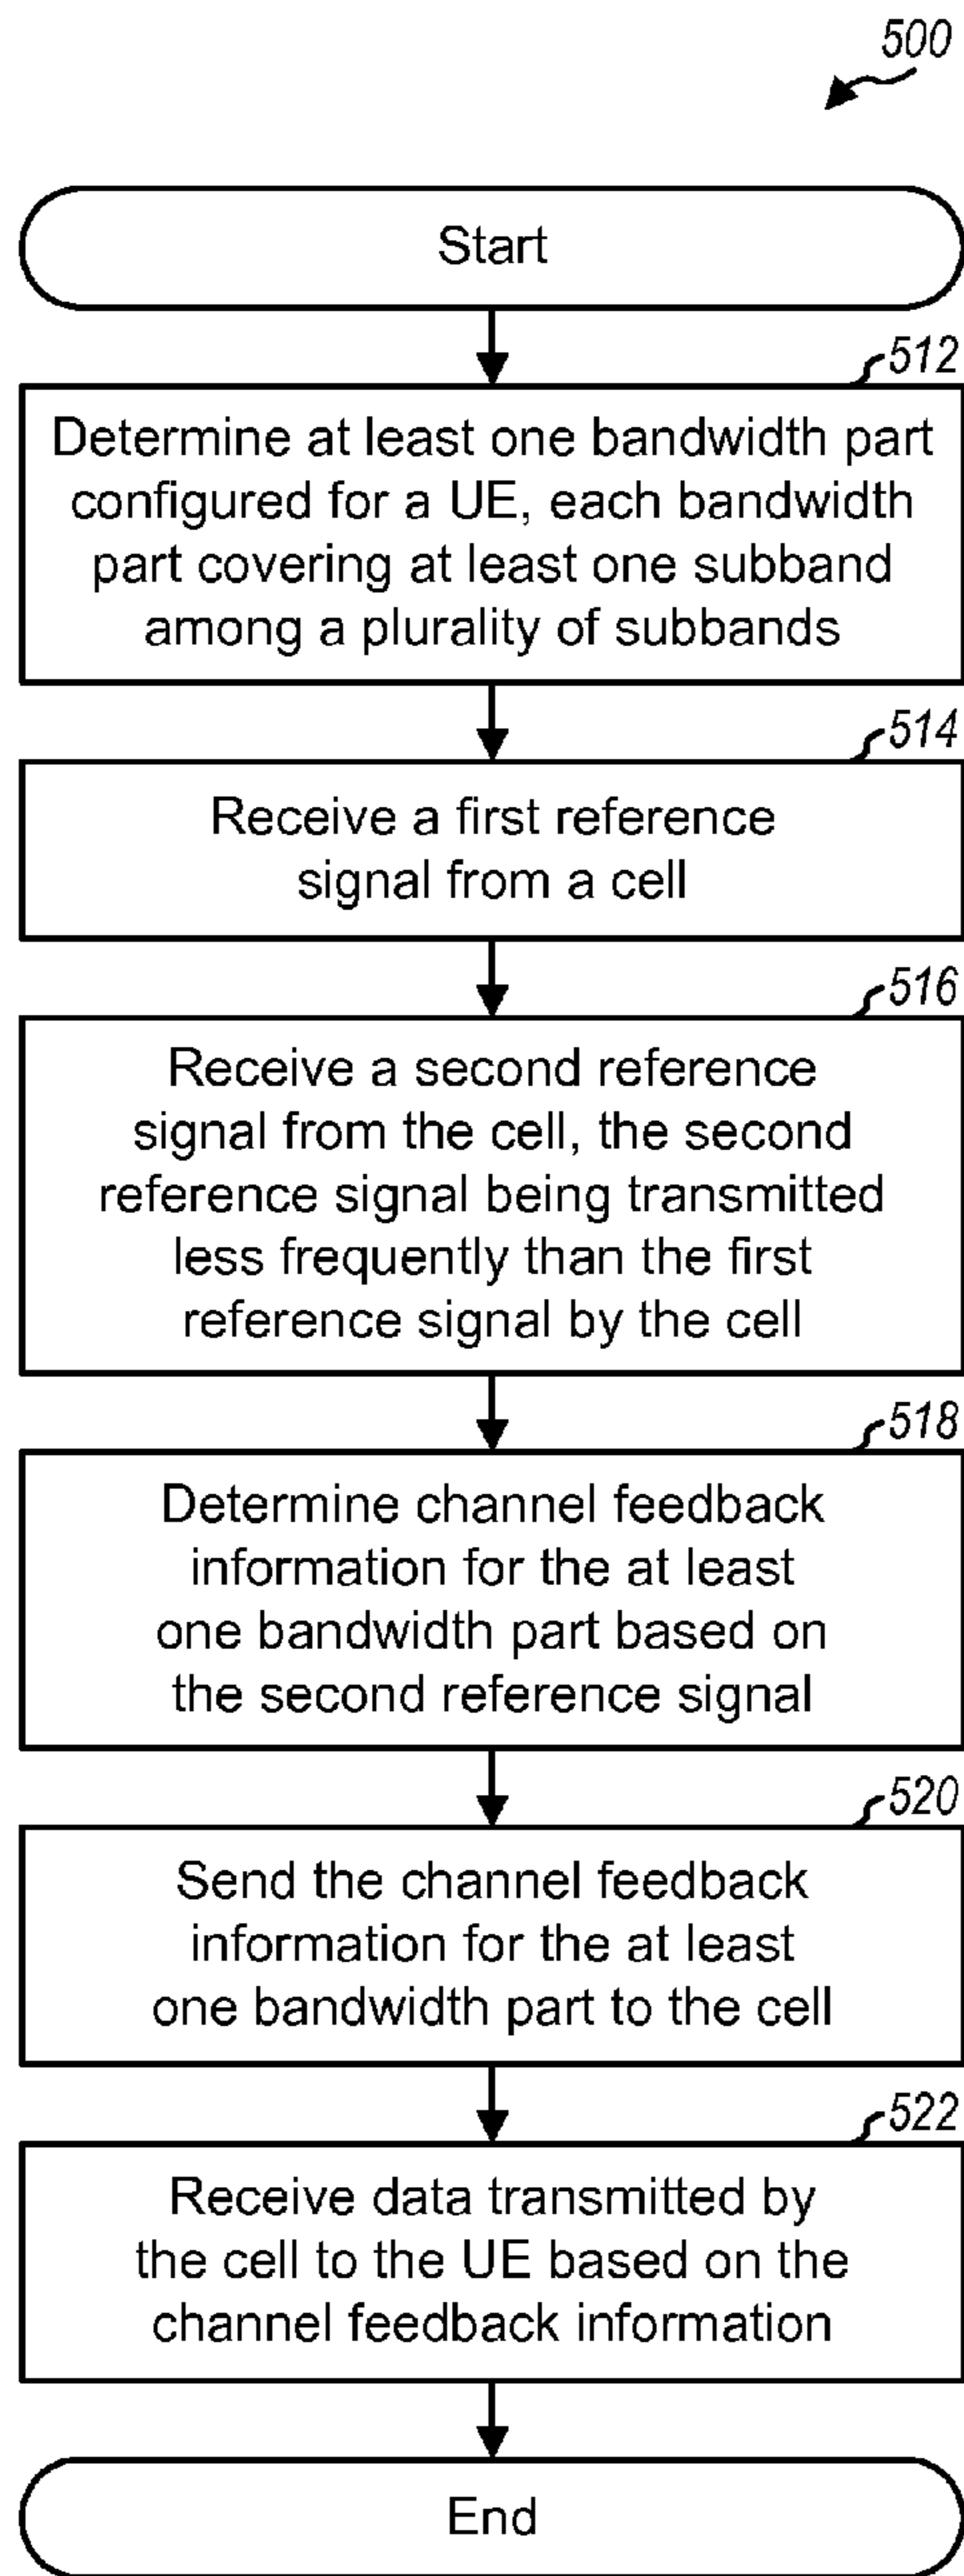 500
Start
512
Determine at least one bandwidth part
configured for a UE, each bandwidth
part covering at least one subband
among a plurality of subbands
514
Receive a first reference
signal from a cell
516
Receive a second reference
signal from the cell, the second
reference signal being transmitted
less frequently than the first
reference signal by the cell
518
Determine channel feedback
information for the at least
one bandwidth part based on
the second reference signal
520
Send the channel feedback
information for the at least
one bandwidth part to the cell
522
Receive data transmitted by
the cell to the UE based on the
channel feedback information
End